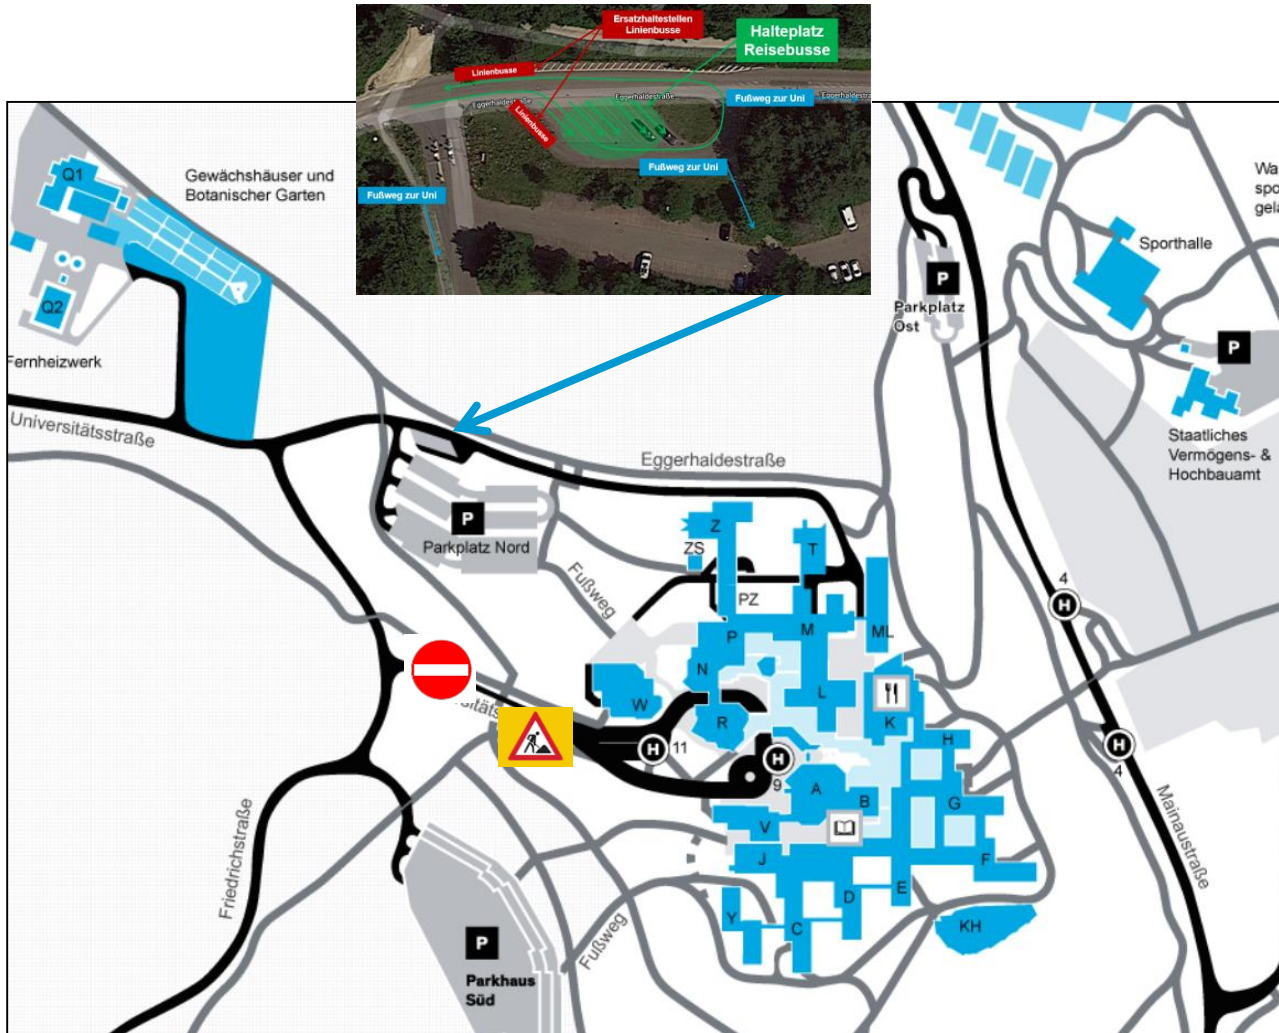 Ersatzhaltestellen
Linienbusse
Halteplatz
Reisebusse
Linienbusse
Eggerhaldestraße
Eggerhaldestraße
Linienbusse
Fußweg zur Uni
Fußweg zur Uni
Fußweg zur Uni
Q1
Gewächshäuser und
Botanischer Garten
Q2
Fernheizwerk
Universitätsstraße
Eggerhaldestraße
P
Parkplatz Nord
P
Parkplatz
Ost
Sporthalle
P
Staatliches
Vermögens- &
Hochbauamt
Z
ZS
T
PZ
Fußweg
P
M
ML
N
L
W
R
K
H
H
11
H
9
A
B
G
V
J
F
E
D
Y
C
KH
4
H
H
4
Mainaustraße
Friedrichstraße
Fußweg
P
Parkhaus
Süd